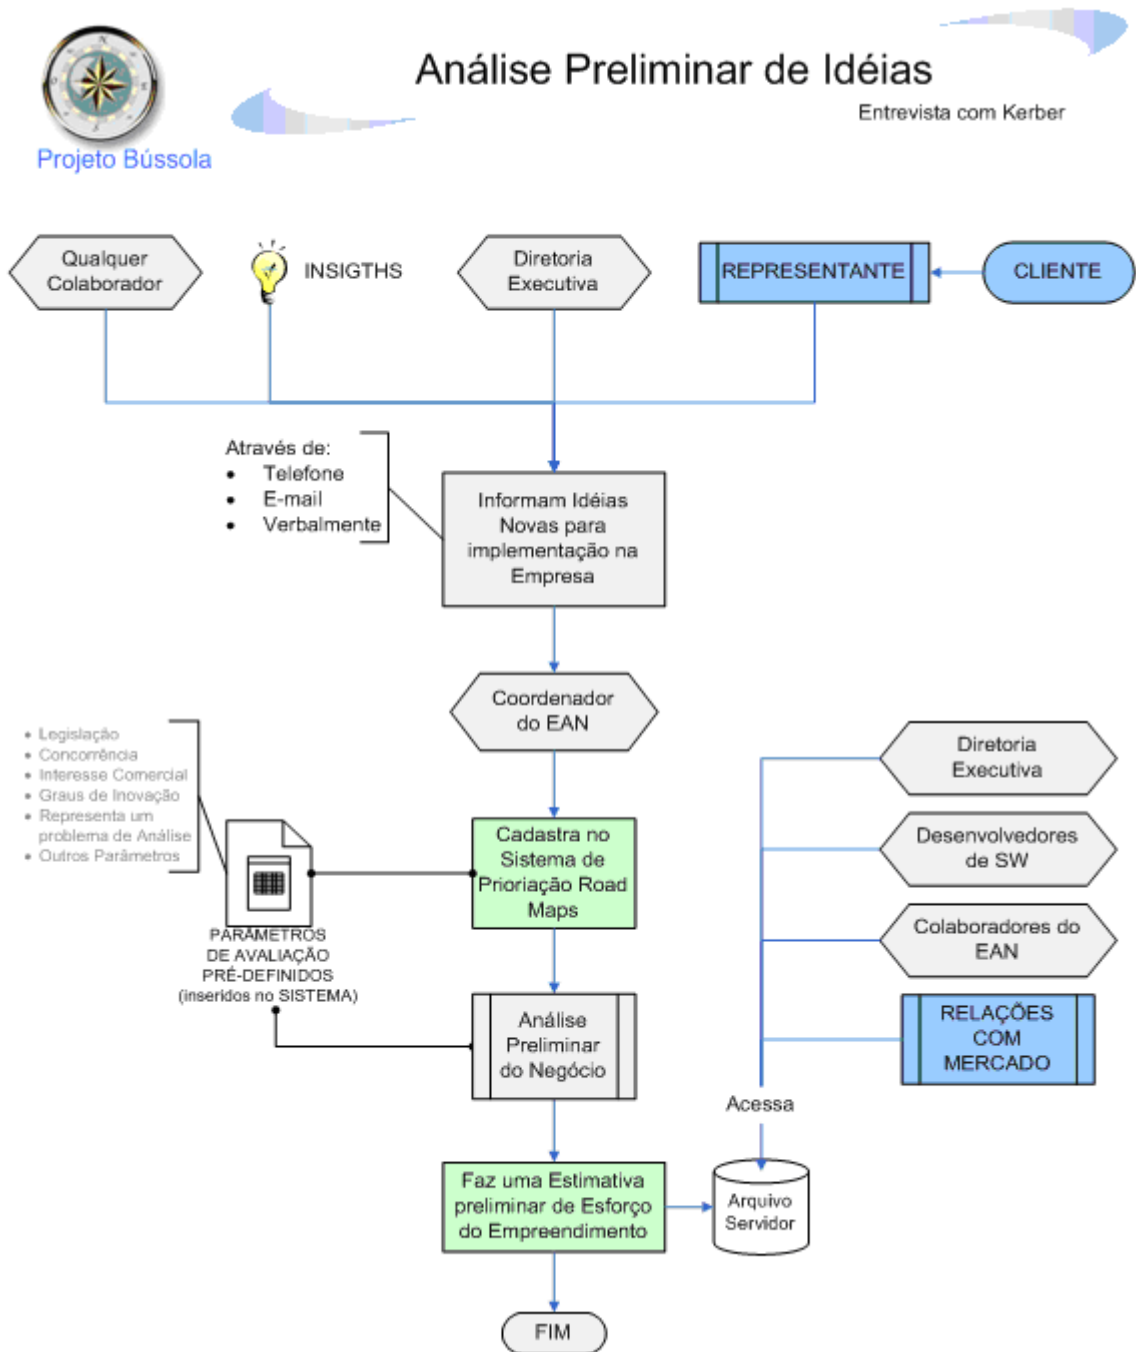 Análise Preliminar de Idéias
Entrevista com Kerber
Projeto Bússola
Qualquer
Colaborador
INSIGTHS
Diretoria
Executiva
REPRESENTANTE
CLIENTE
Através de:
• Telefone
• E-mail
• Verbalmente
Informam Idéias
Novas para
implementação na
Empresa
Coordenador
do EAN
• Legislação
• Concorrência
• Interesse Comercial
• Graus de Inovação
• Representa um
problema de Análise
• Outros Parâmetros
PARÂMETROS
DE AVALIAÇÃO
PRÉ-DEFINIDOS
(inseridos no SISTEMA)
Cadastra no
Sistema de
Prioriação Road
Maps
Análise
Preliminar
do Negócio
Diretoria
Executiva
Desenvolvedores
de SW
Colaboradores do
EAN
RELAÇÕES
COM
MERCADO
Acessa
Faz uma Estimativa
preliminar de Esforço
do Empreendimento
Arquivo
Servidor
FIM